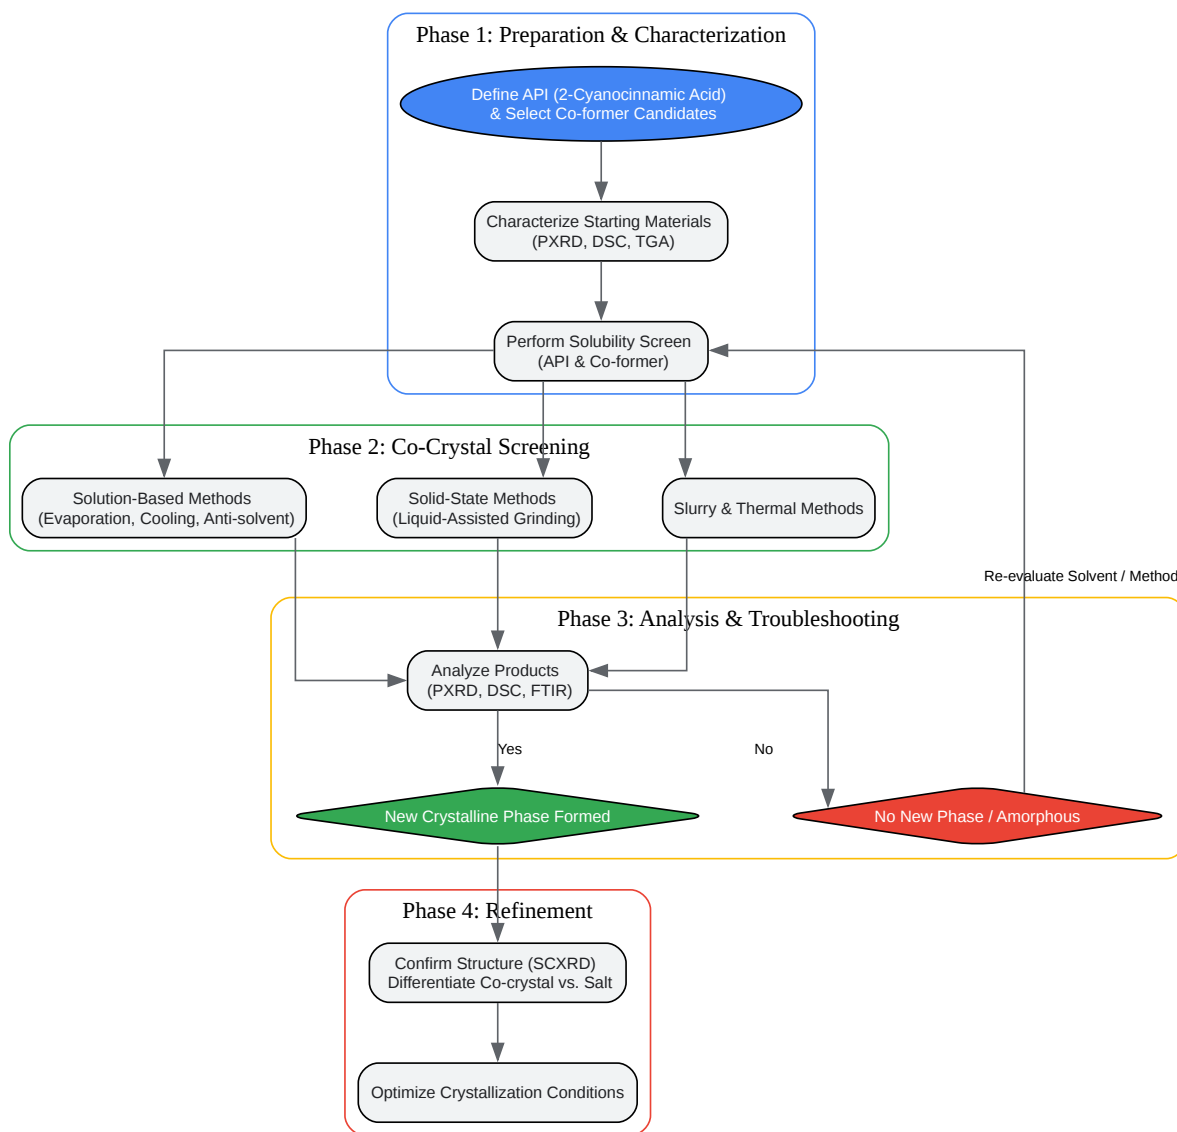 Phase 1: Preparation & Characterization
Define API (2-Cyanocinnamic Acid)
& Select Co-former Candidates
Characterize Starting Materials
(PXRD, DSC, TGA)
Perform Solubility Screen
(API & Co-former)
Phase 2: Co-Crystal Screening
Solution-Based Methods
(Evaporation, Cooling, Anti-solvent)
Solid-State Methods
(Liquid-Assisted Grinding)
Slurry & Thermal Methods
Re-evaluate Solvent / Method
Phase 3: Analysis & Troubleshooting
Analyze Products
(PXRD, DSC, FTIR)
Yes
No
New Crystalline Phase Formed
No New Phase / Amorphous
Phase 4: Refinement
Confirm Structure (SCXRD)
Differentiate Co-crystal vs. Salt
Optimize Crystallization Conditions